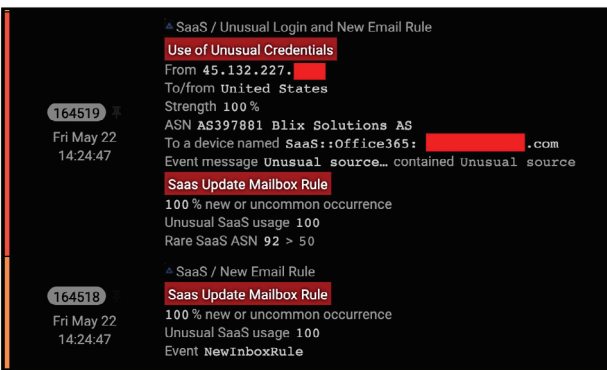 SaaS / Unusual Login and New Email Rule
Use of Unusual Credentials
From 45.132.227.
To/from United States
Strength 100%
164519
ASN AS397881 Blix Solutions AS
Fri May 22
To a device named SaaS::Office365: .com
14:24:47
Event message Unusual source… contained Unusual source
Saas Update Mailbox Rule
100% new or uncommon occurrence
Unusual SaaS usage 100
Rare SaaS ASN 92 > 50
SaaS / New Email Rule
164518
Saas Update Mailbox Rule
100% new or uncommon occurrence
Fri May 22
Unusual SaaS usage 100
14:24:47
Event NewInboxRule